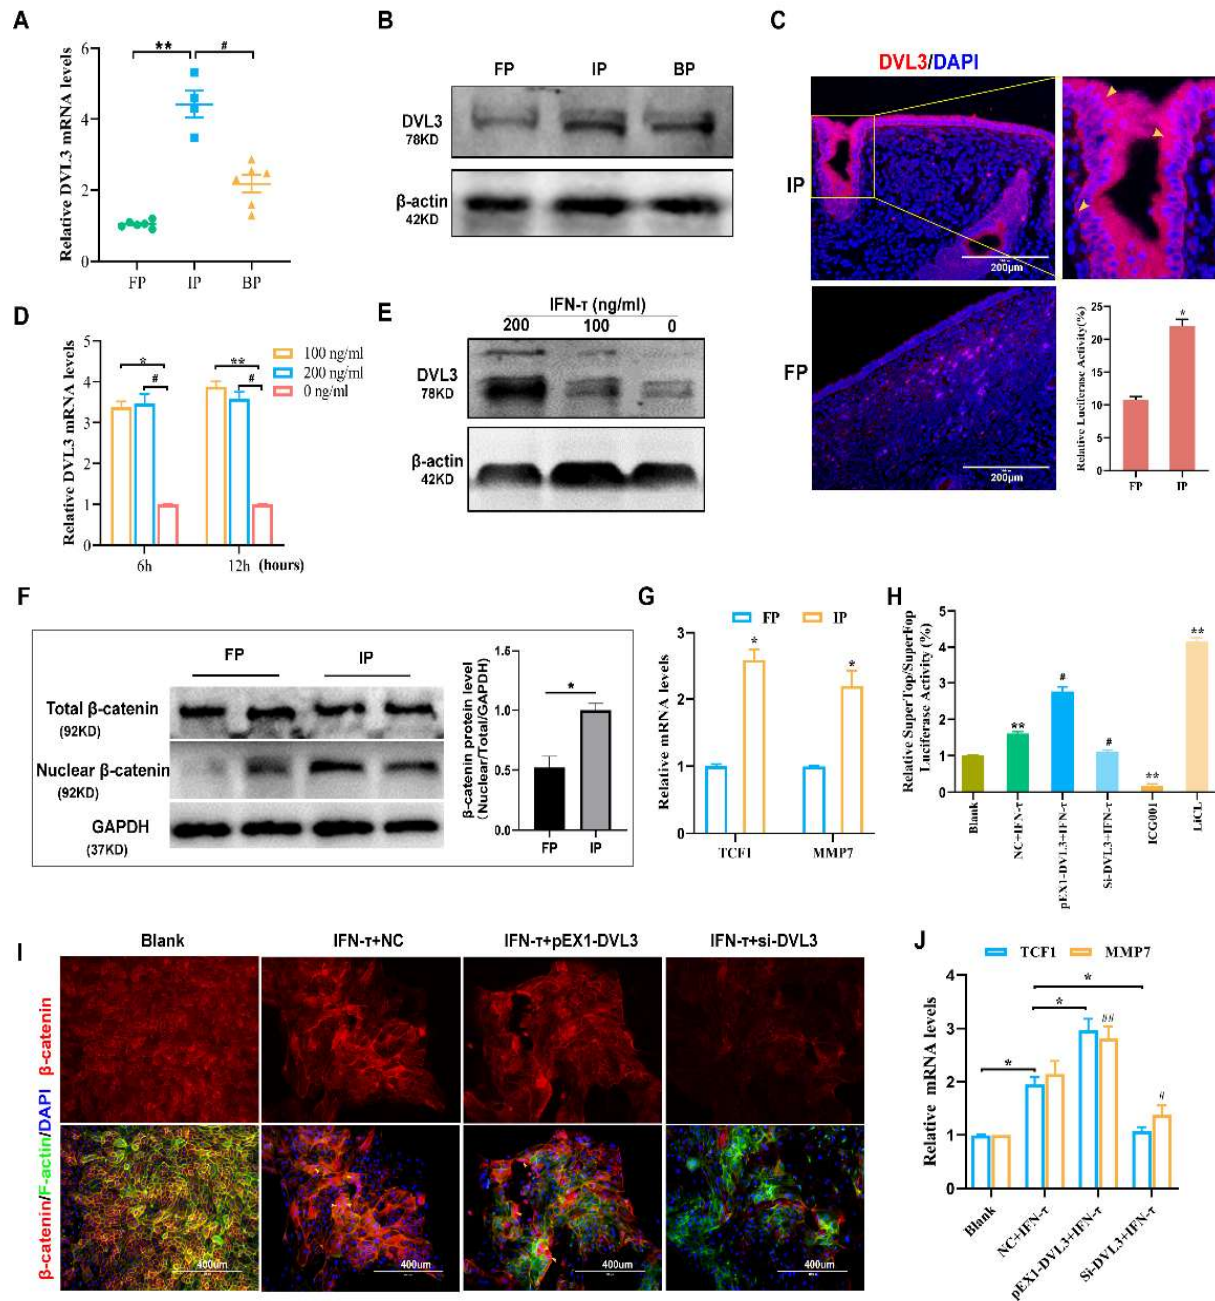 A
Relative DVL3 mRNA levels
6
4
2
0
**
#
FP
IP
BP
B
FP
IP
BP
DVL3
78KD
β-actin
42KD
C
DVL3/DAPI
IP
200μm
FP
200μm
Relative Luciferase Activity(%)
25
20
15
10
5
0
*
FP
IP
D
Relative DVL3 mRNA levels
5
4
3
2
1
0
*
#
**
#
100 ng/ml
200 ng/ml
0 ng/ml
6h
12h
(hours)
E
IFN-τ (ng/ml)
200
100
0
DVL3
78KD
β-actin
42KD
F
FP
IP
Total β-catenin
(92KD)
Nuclear β-catenin
(92KD)
GAPDH
(37KD)
β-catenin protein level
(Nuclear/Total/GAPDH)
1.6
1.0
0.5
0.0
*
FP
IP
G
FP
IP
Relative mRNA levels
3
2
1
0
*
*
TCF1
MMP7
H
Relative SuperTop/SuperFop
Luciferase Activity (%)
5
4
3
2
1
0
**
#
#
**
**
Blank
NC+IFN-τ
pEX1-DVL3+IFN-τ
Si-DVL3+IFN-τ
ICG001
LiCL
I
Blank
IFN-τ+NC
IFN-τ+pEX1-DVL3
IFN-τ+si-DVL3
β-catenin
β-catenin/F-actin/DAPI
400um
400um
400um
400um
J
TCF1
MMP7
Relative mRNA levels
4
3
2
1
0
*
*
*
##
#
Blank
NC+IFN-τ
pEX1-DVL3+IFN-τ
Si-DVL3+IFN-τ